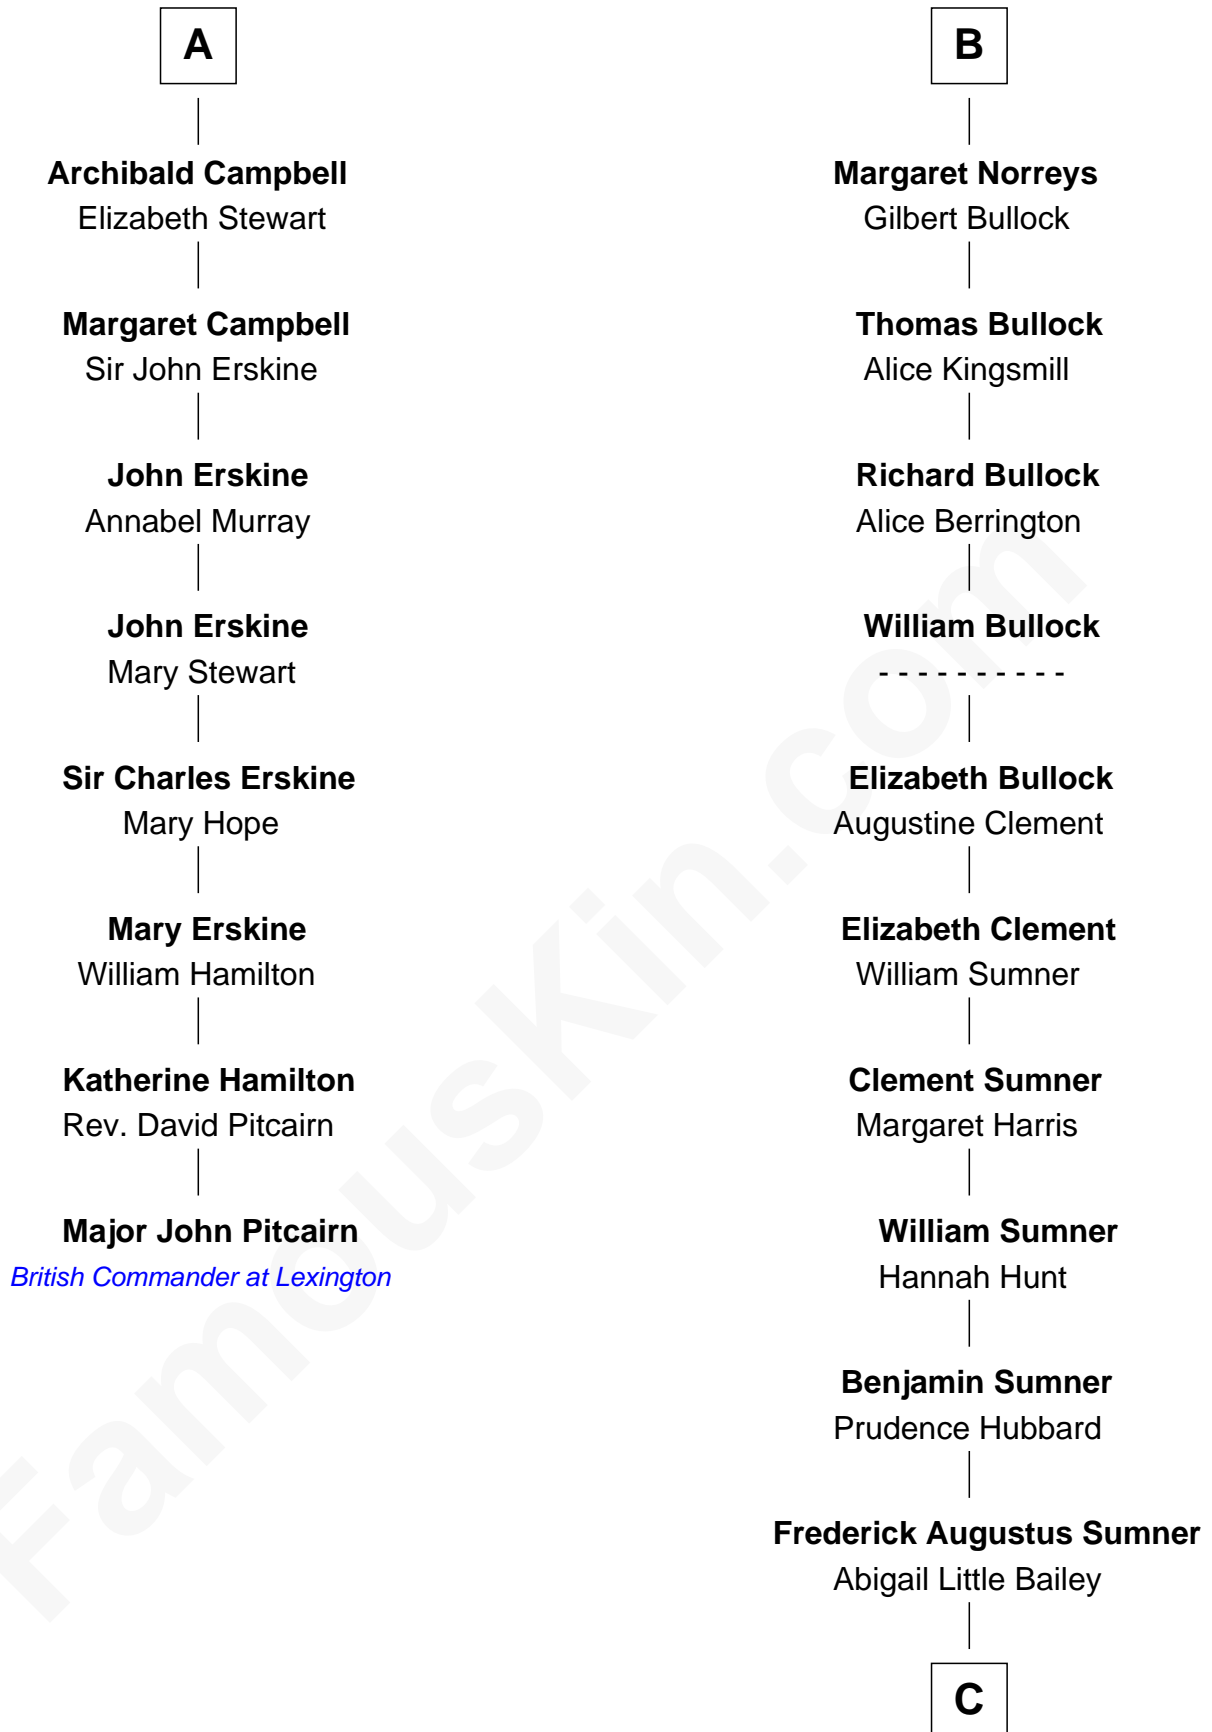 A
Archibald Campbell
Elizabeth Stewart
Margaret Campbell
Sir John Erskine
John Erskine
Annabel Murray
John Erskine
Mary Stewart
Sir Charles Erskine
Mary Hope
Mary Erskine
William Hamilton
Katherine Hamilton
Rev. David Pitcairn
Major John Pitcairn
British Commander at Lexington
B
Margaret Norreys
Gilbert Bullock
Thomas Bullock
Alice Kingsmill
Richard Bullock
Alice Berrington
William Bullock
- - - - - - - - - -
Elizabeth Bullock
Augustine Clement
Elizabeth Clement
William Sumner
Clement Sumner
Margaret Harris
William Sumner
Hannah Hunt
Benjamin Sumner
Prudence Hubbard
Frederick Augustus Sumner
Abigail Little Bailey
C
FamousKin.com